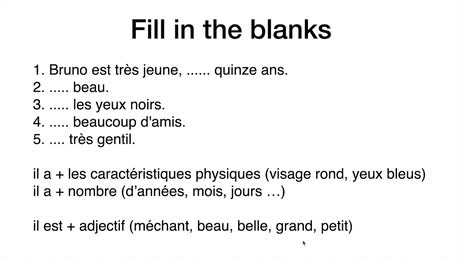 Fill in the blanks
1. Bruno est très jeune, ...... quinze ans.
2. ..... beau.
3. ..... les yeux noirs.
4. ..... beaucoup d'amis.
5. .... très gentil.
il a + les caractéristiques physiques (visage rond, yeux bleus)
il a + nombre (d'années, mois, jours …)
il est + adjectif (méchant, beau, belle, grand, petit)